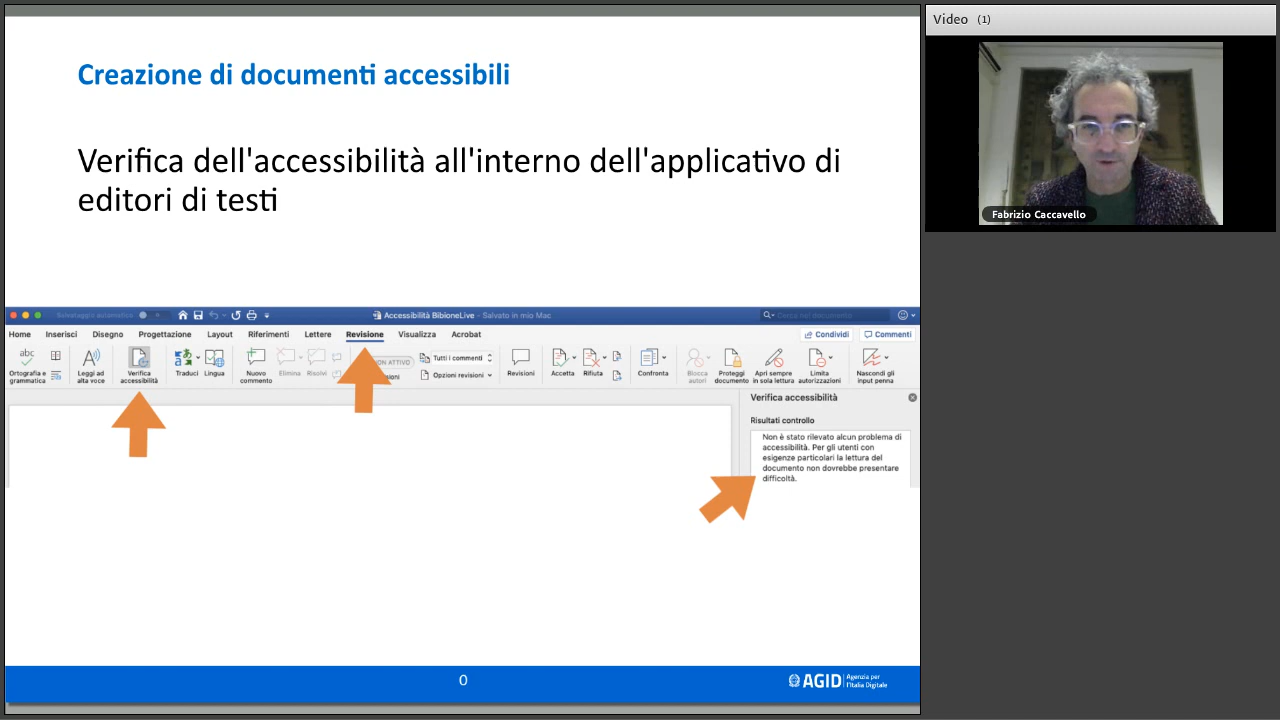 Video (1)
Fabrizio Caccavello
Creazione di documenti accessibili
Verifica dell'accessibilità all'interno dell'applicativo di
editori di testi
Salvataggio automatico
Accessibilità BibioneLive - Salvato in mio Mac
Cerca nel documento
Home Inserisci Disegno Progettazione Layout Riferimenti Lettere Revisione Visualizza Acrobat Condividi Commenti
abc
Ortografia e
grammatica
Leggi ad
alta voce
Verifica
accessibilità
Traduci
Lingua
Nuovo
commento
Elimina
Risolvi
NON ATTIVO
Tutti i commenti
Opzioni revisioni
Revisioni
Accetta
Rifiuta
Confronta
Blocca
autori
Proteggi
documento
Apri sempre
in sola lettura
Limita
autorizzazioni
Nascondi gli
input penna
Verifica accessibilità
Risultati controllo
Non è stato rilevato alcun problema di
accessibilità. Per gli utenti con
esigenze particolari la lettura del
documento non dovrebbe presentare
difficoltà.
0
AGID
Agenzia per
l'Italia Digitale